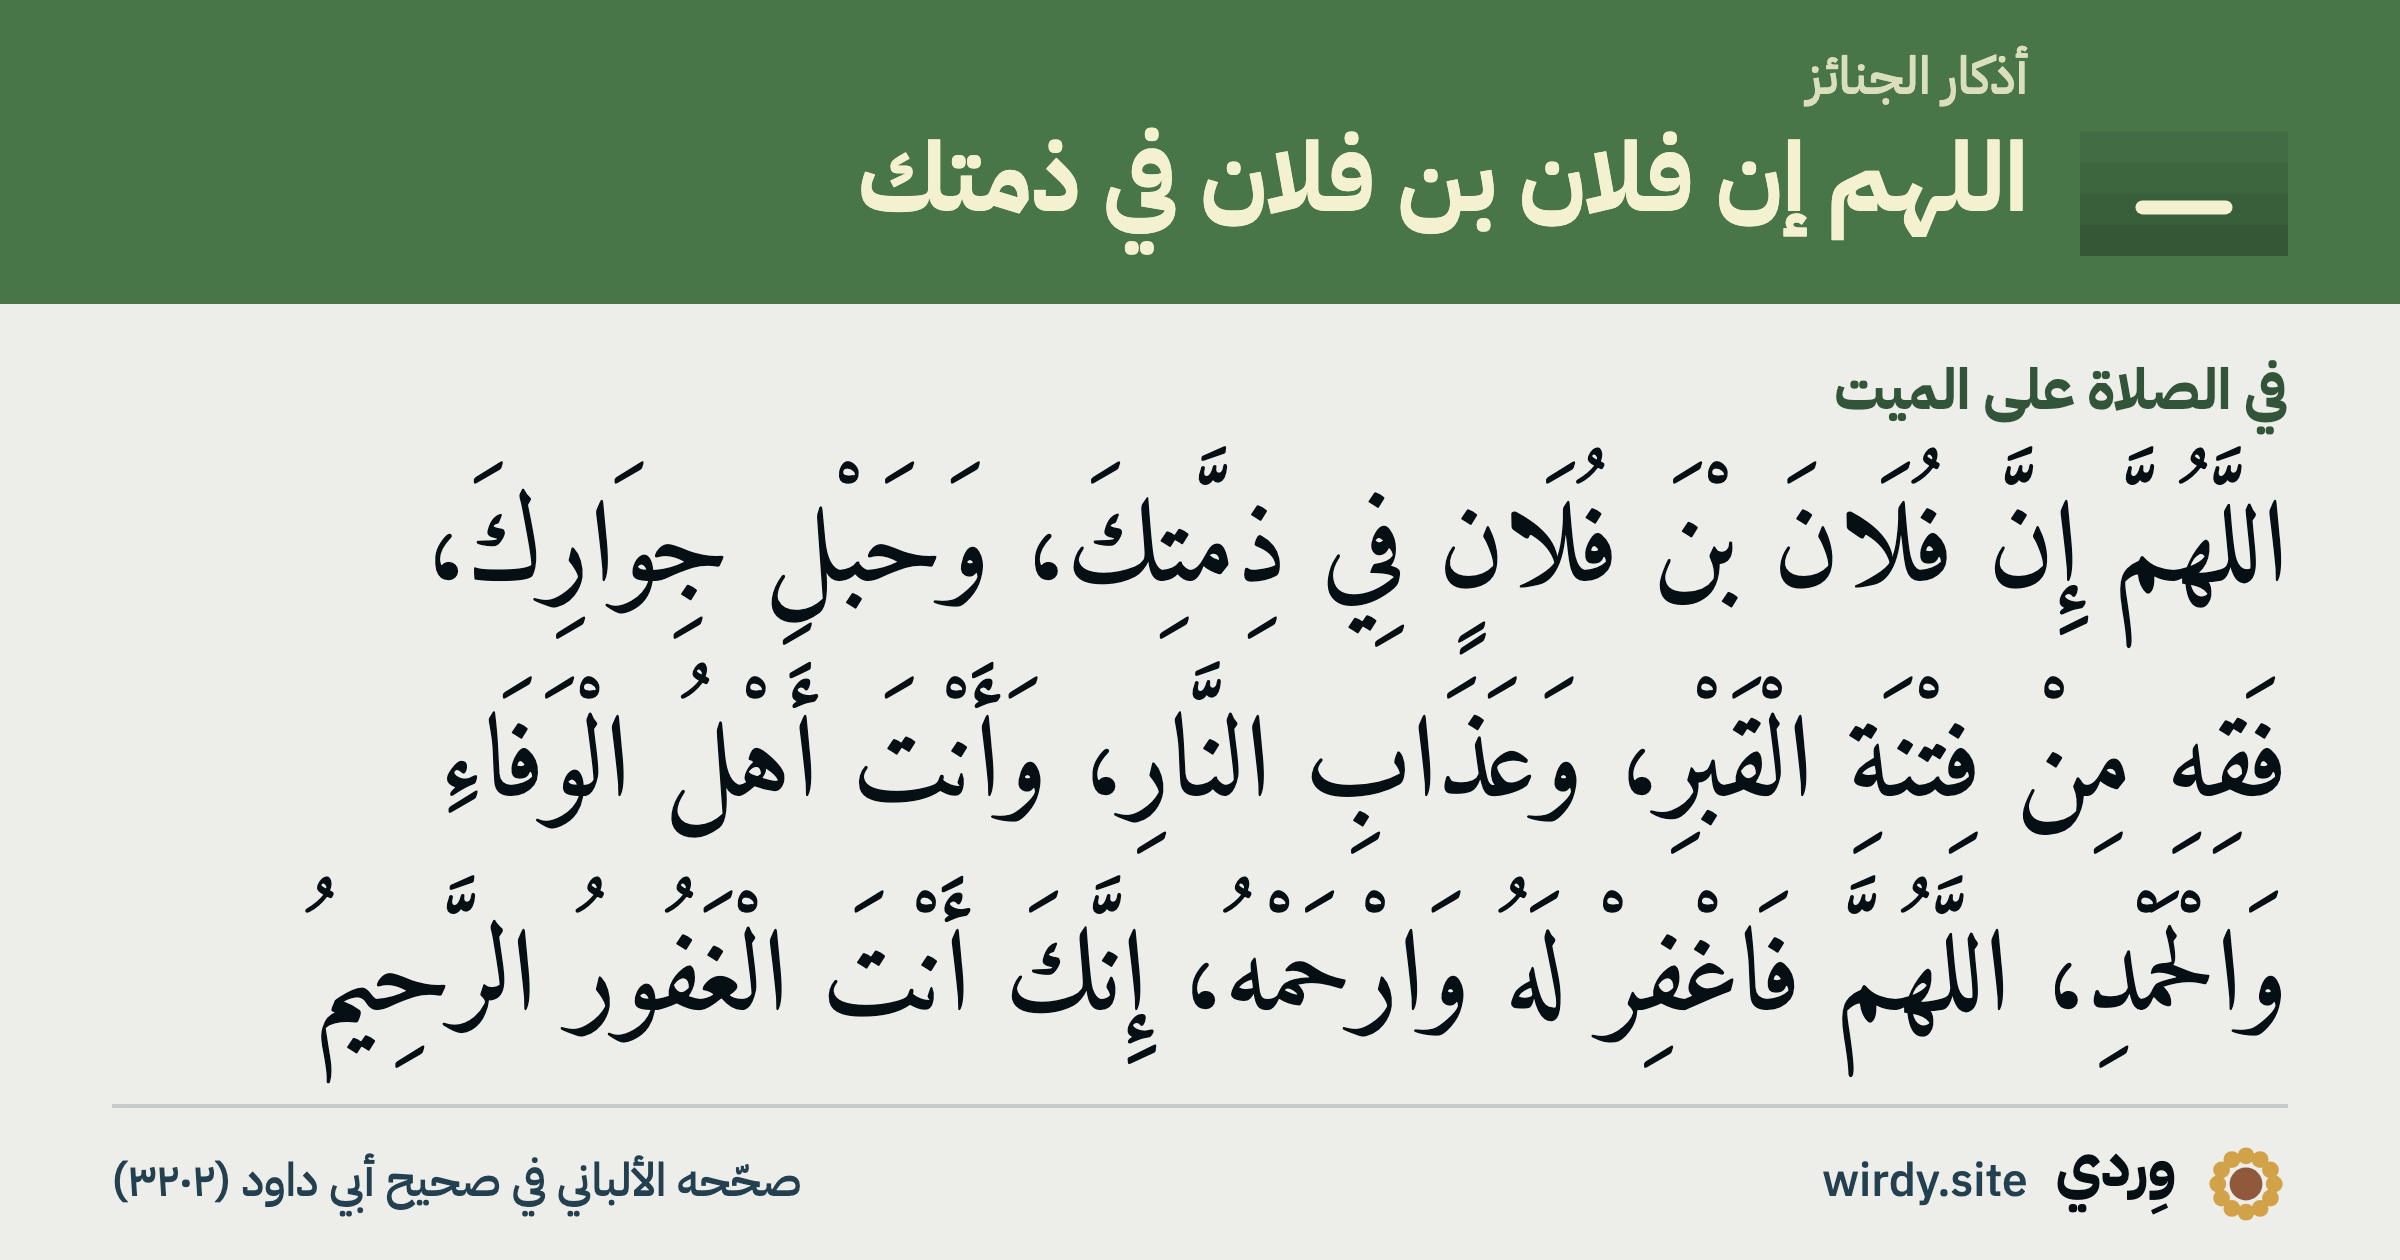 أذكار الجنائز
اللهم إن فلان بن فلان في ذمتك
في الصلاة على الميت
اللَّهُمَّ إِنَّ فُلَانَ بْنَ فُلَانٍ فِي ذِمَّتِكَ، وَحَبْلِ جِوَارِكَ،
فَقِهِ مِنْ فِتْنَةِ الْقَبْرِ، وَعَذَابِ النَّارِ، وَأَنْتَ أَهْلُ الْوَفَاءِ
وَالْحَمْدِ، اللَّهُمَّ فَاغْفِرْ لَهُ وَارْحَمْهُ، إِنَّكَ أَنْتَ الْغَفُورُ الرَّحِيمُ
وِردي wirdy.site
صحّحه الألباني في صحيح أبي داود (٣٢٠٢)